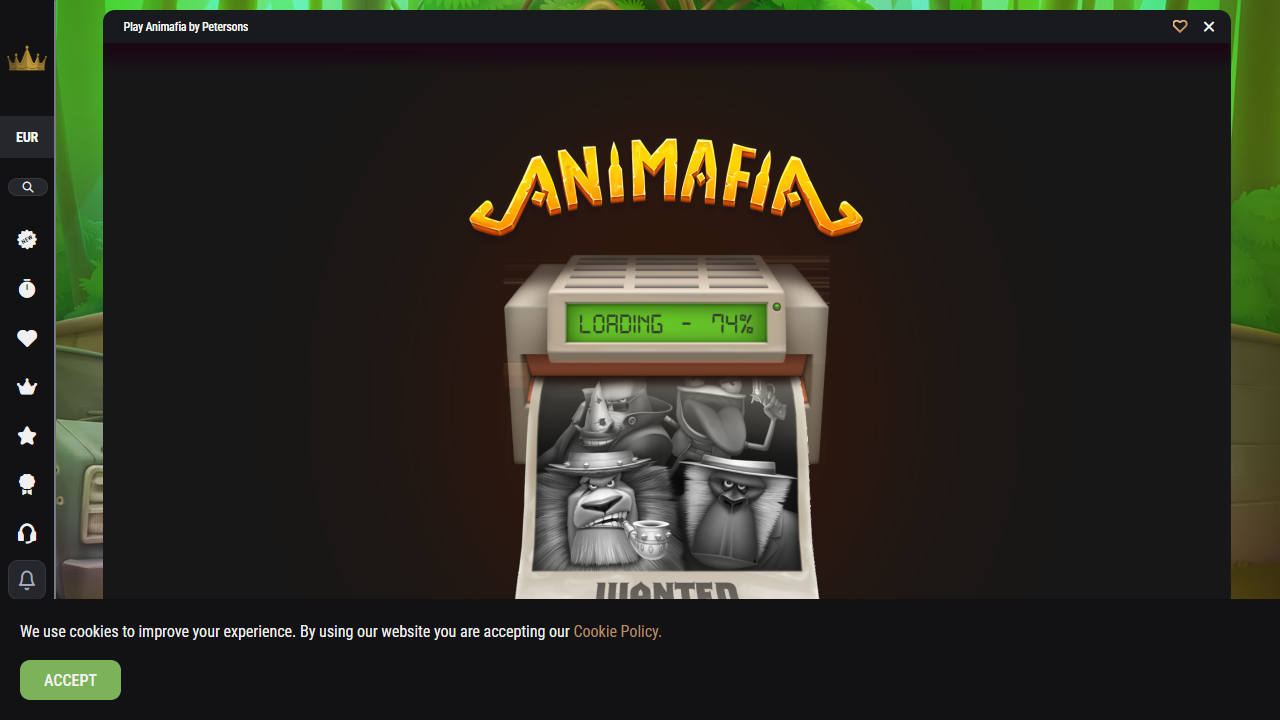 Play Animafia by Petersons
EUR
NEW
ANIMAFIA
LOADING - 74%
WANTED
We use cookies to improve your experience. By using our website you are accepting our Cookie Policy.
ACCEPT